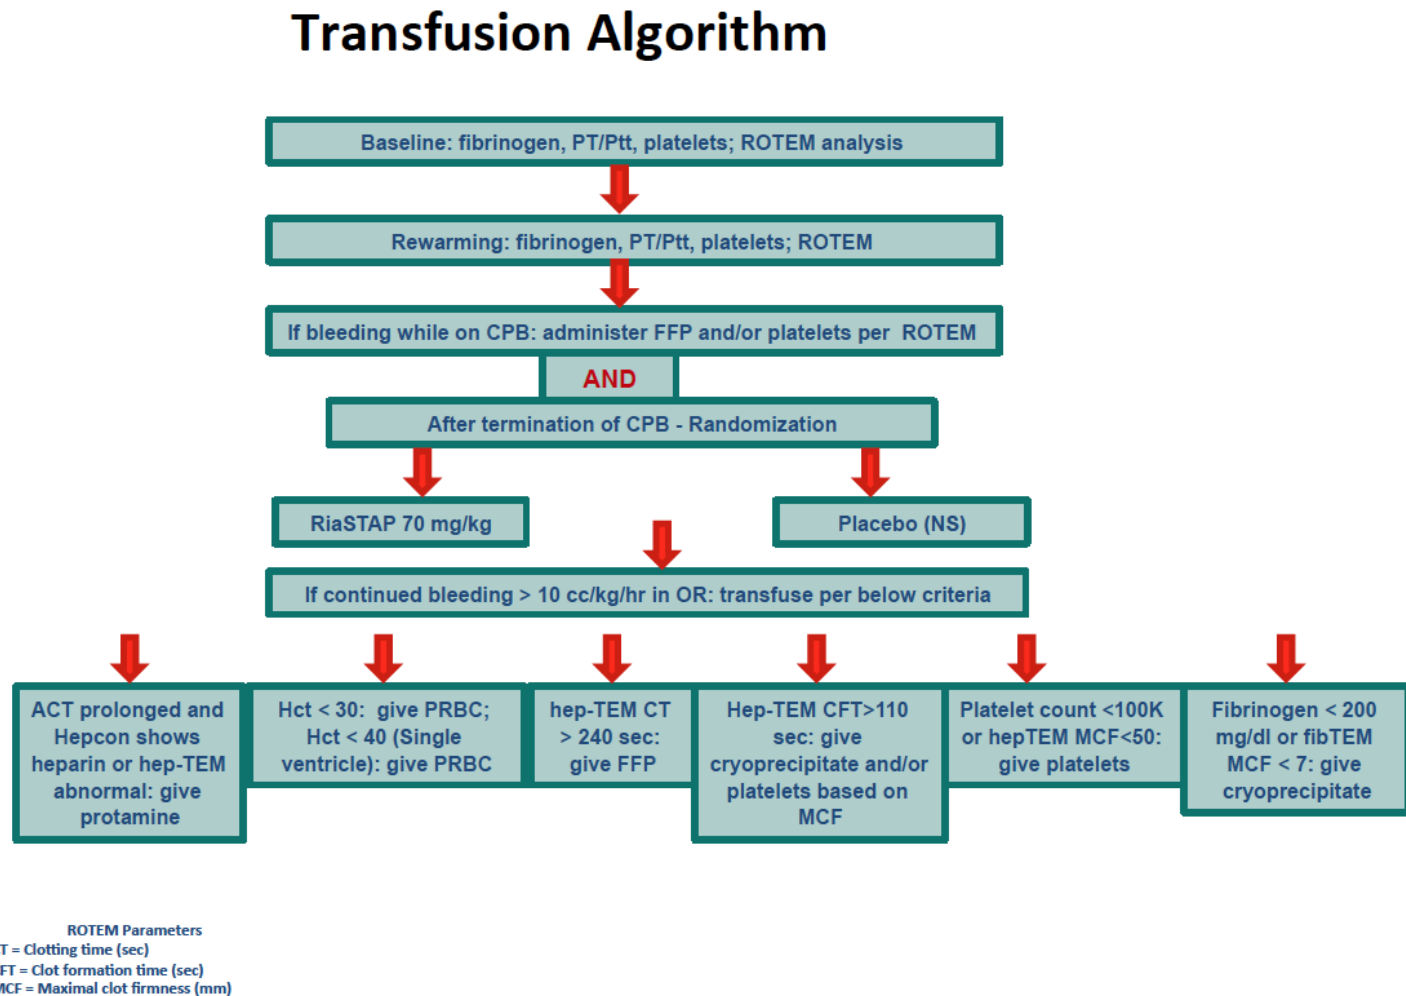 Transfusion Algorithm
Baseline: fibrinogen, PT/Ptt, platelets; ROTEM analysis
Rewarming: fibrinogen, PT/Ptt, platelets; ROTEM
If bleeding while on CPB: administer FFP and/or platelets per ROTEM
AND
After termination of CPB - Randomization
RiaSTAP 70 mg/kg
Placebo (NS)
If continued bleeding > 10 cc/kg/hr in OR: transfuse per below criteria
ACT prolonged and
Hepcon shows
heparin or hep-TEM
abnormal: give
protamine
Hct < 30: give PRBC;
Hct < 40 (Single
ventricle): give PRBC
hep-TEM CT
> 240 sec:
give FFP
Hep-TEM CFT>110
sec: give
cryoprecipitate and/or
platelets based on
MCF
Platelet count <100K
or hepTEM MCF<50:
give platelets
Fibrinogen < 200
mg/dl or fibTEM
MCF < 7: give
cryoprecipitate
ROTEM Parameters
T = Clotting time (sec)
FT = Clot formation time (sec)
MCF = Maximal clot firmness (mm)